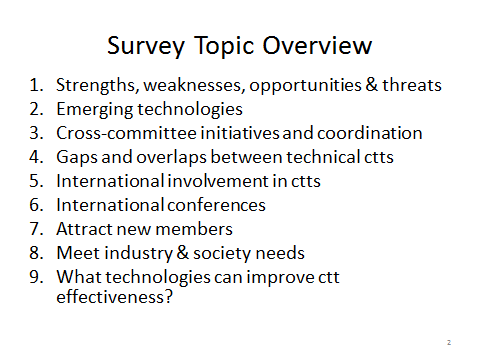 Survey Topic Overview
1. Strengths, weaknesses, opportunities & threats
2. Emerging technologies
3. Cross-committee initiatives and coordination
4. Gaps and overlaps between technical ctts
5. International involvement in ctts
6. International conferences
7. Attract new members
8. Meet industry & society needs
9. What technologies can improve ctt
effectiveness?
2